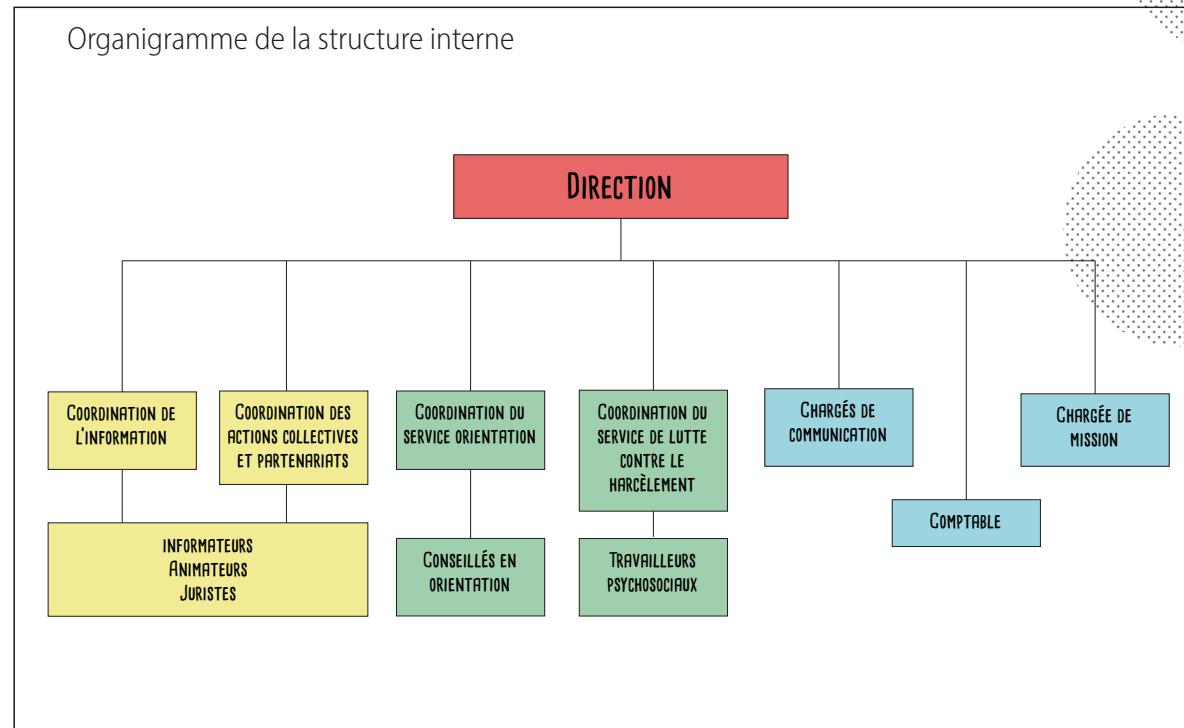 Organigramme de la structure interne
DIRECTION
COORDINATION DE
L'INFORMATION
COORDINATION DES
ACTIONS COLLECTIVES
ET PARTENARIATS
COORDINATION DU
SERVICE ORIENTATION
COORDINATION DU
SERVICE DE LUTTE
CONTRE LE
HARCÈLEMENT
CHARGÉS DE
COMMUNICATION
CHARGÉE DE
MISSION
COMPTABLE
INFORMATEURS
ANIMATEURS
JURISTES
CONSEILLÉS EN
ORIENTATION
TRAVAILLEURS
PSYCHOSOCIAUX